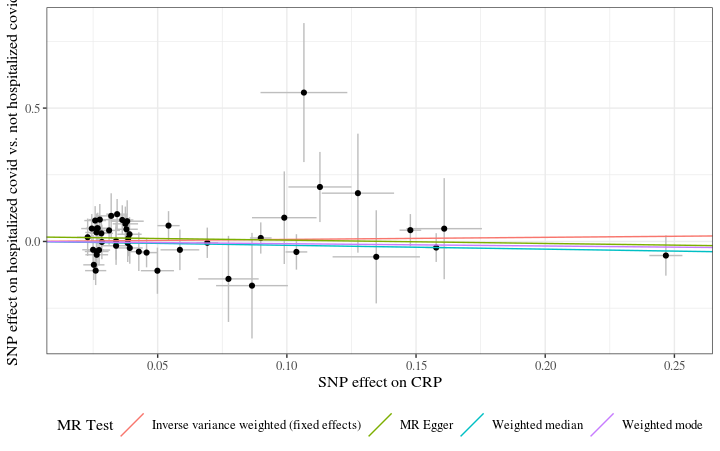 SNP effect on hospitalized covid vs. not hospitalized covid
0.5
0.0
0.05
0.10
0.15
0.20
0.25
SNP effect on CRP
MR Test
Inverse variance weighted (fixed effects)
MR Egger
Weighted median
Weighted mode